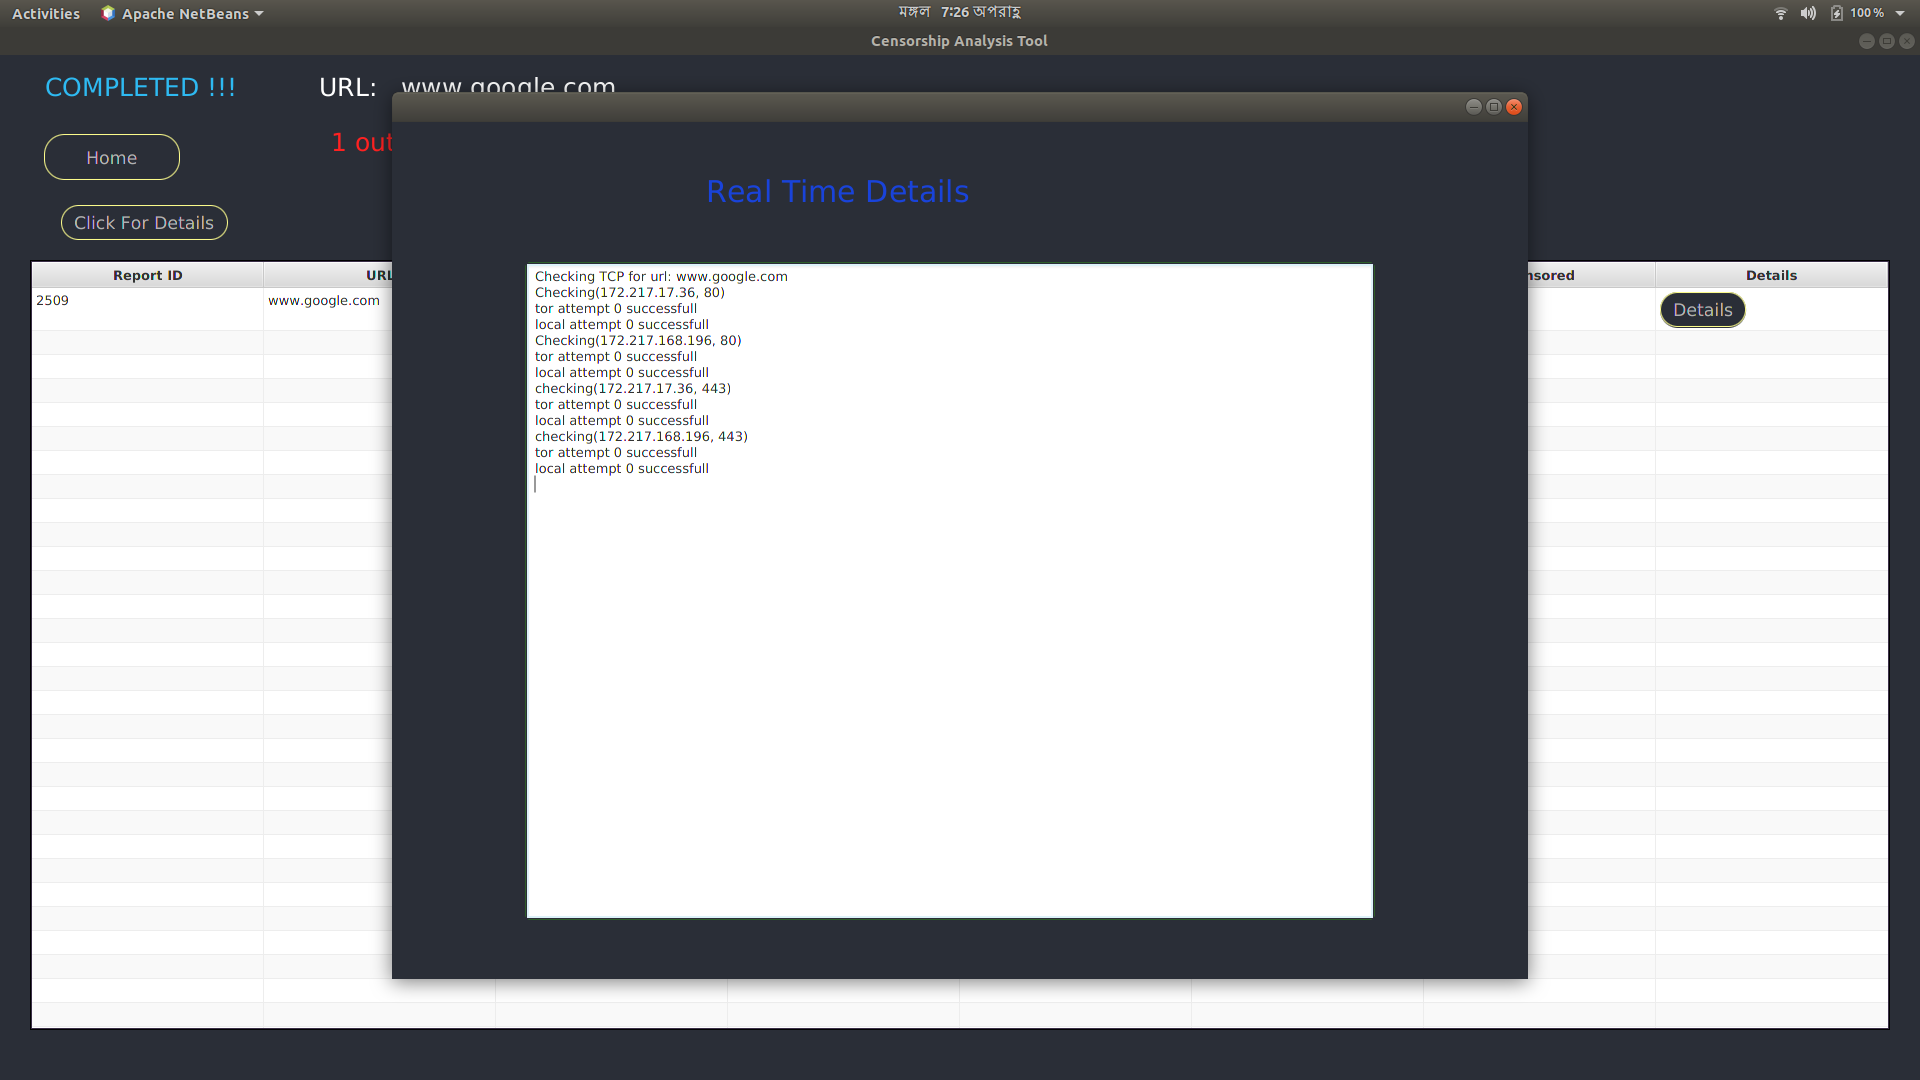 Activities Apache NetBeans মঙ্গল 7:26 অপরাহ্ণ 100%
Censorship Analysis Tool
COMPLETED !!! URL: www.google.com
1 out
Home
Real Time Details
Click For Details
Report ID URL nsored Details
2509 www.google.com Details
Checking TCP for url: www.google.com
Checking(172.217.17.36, 80)
tor attempt 0 successfull
local attempt 0 successfull
Checking(172.217.168.196, 80)
tor attempt 0 successfull
local attempt 0 successfull
checking(172.217.17.36, 443)
tor attempt 0 successfull
local attempt 0 successfull
checking(172.217.168.196, 443)
tor attempt 0 successfull
local attempt 0 successfull